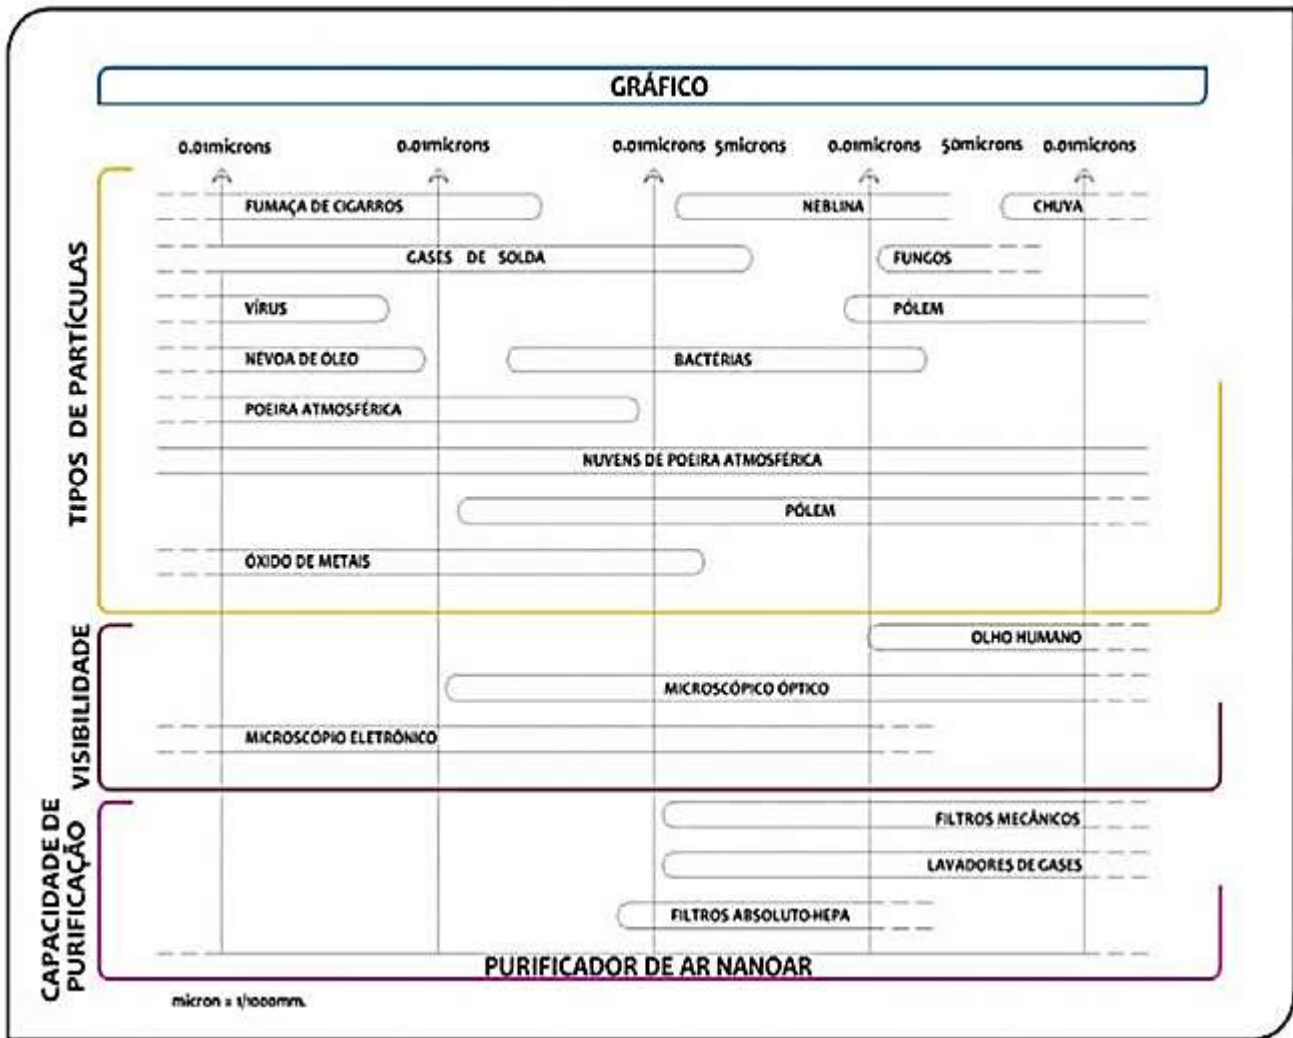 GRÁFICO
0.01microns 0.01microns 0.01microns 5microns 0.01microns 50microns 0.01microns
TIPOS DE PARTÍCULAS
FUMAÇA DE CIGARROS NEBLINA CHUVA
GASES DE SOLDA FUNGOS
VÍRUS PÓLEM
NÉVOA DE ÓLEO BACTÉRIAS
POEIRA ATMOSFÉRICA
NUVENS DE POEIRA ATMOSFÉRICA
PÓLEM
ÓXIDO DE METAIS
VISIBILIDADE
OLHO HUMANO
MICROSCÓPICO ÓPTICO
MICROSCOPIO ELETRÔNICO
CAPACIDADE DE
PURIFICAÇÃO
FILTROS MECÂNICOS
LAVADORES DE GASES
FILTROS ABSOLUTO-HEPA
PURIFICADOR DE AR NANOAR
micron = 1/1000mm.